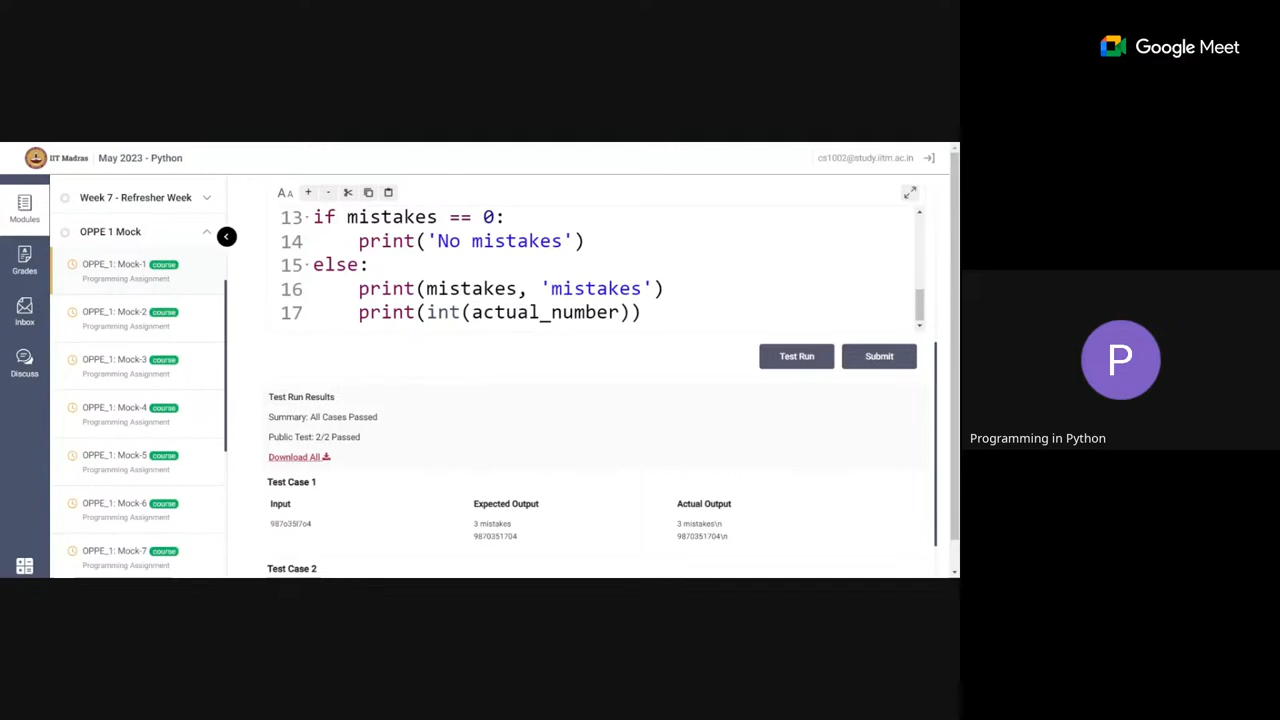 Google Meet
IIT Madras | May 2023 - Python
cs1002@study.iitm.ac.in
Modules
Grades
Inbox
Discuss
Week 7 - Refresher Week
OPPE 1 Mock
OPPE_1: Mock-1 course
Programming Assignment
OPPE_1: Mock-2 course
Programming Assignment
OPPE_1: Mock-3 course
Programming Assignment
OPPE_1: Mock-4 course
Programming Assignment
OPPE_1: Mock-5 course
Programming Assignment
OPPE_1: Mock-6 course
Programming Assignment
OPPE_1: Mock-7 course
Programming Assignment
AA + -
13 if mistakes == 0:
14 print('No mistakes')
15 else:
16 print(mistakes, 'mistakes')
17 print(int(actual_number))
Test Run Submit
Test Run Results
Summary: All Cases Passed
Public Test: 2/2 Passed
Download All
Test Case 1
Input Expected Output Actual Output
987o35l7o4 3 mistakes 3 mistakes\n
9870351704 9870351704\n
Test Case 2
P
Programming in Python